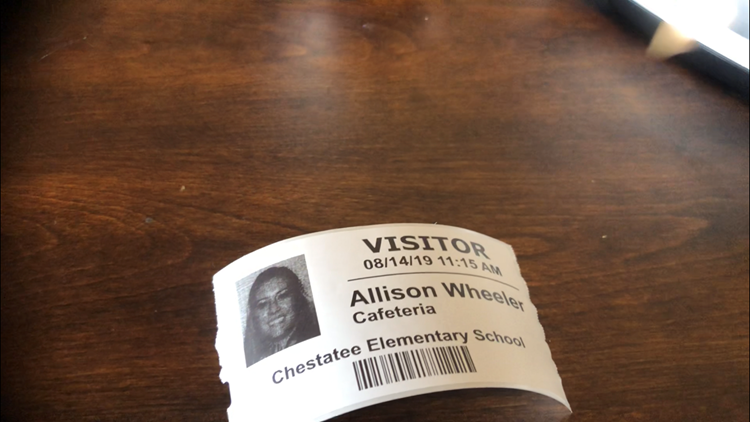 VISITOR
08/14/19 11:15 AM
Allison Wheeler
Cafeteria
Chestatee Elementary School